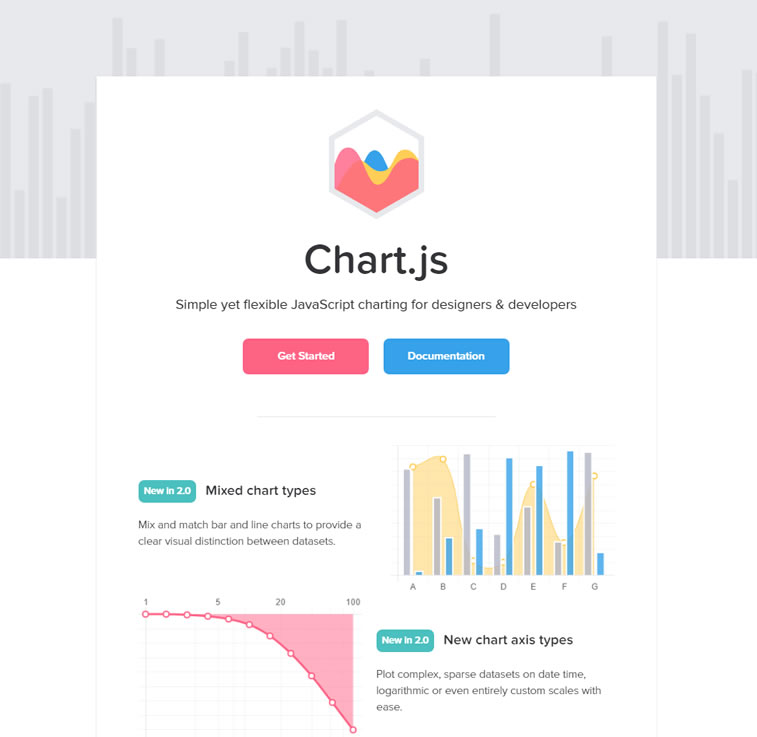 Chart.js
Simple yet flexible JavaScript charting for designers & developers
Get Started
Documentation
New in 2.0
Mixed chart types
Mix and match bar and line charts to provide a
clear visual distinction between datasets.
A B C D E F G
1 5 20 100
New in 2.0
New chart axis types
Plot complex, sparse datasets on date time,
logarithmic or even entirely custom scales with
ease.